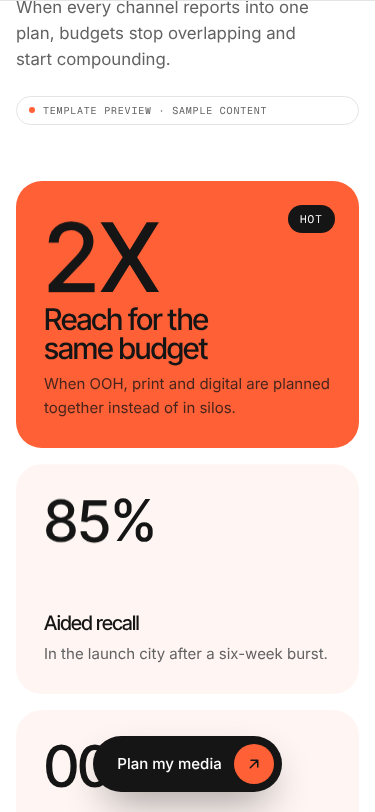 When every channel reports into one
plan, budgets stop overlapping and
start compounding.
TEMPLATE PREVIEW · SAMPLE CONTENT
HOT
2X
Reach for the
same budget
When OOH, print and digital are planned
together instead of in silos.
85%
Aided recall
In the launch city after a six-week burst.
Plan my media